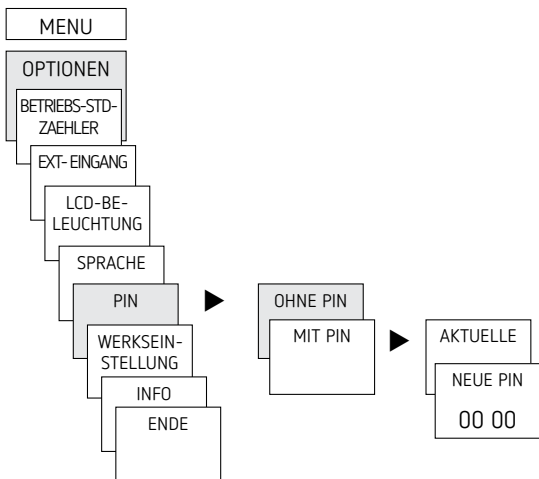 MENU
OPTIONEN
BETRIEBS-STD-
ZAEHLER
EXT- EINGANG
LCD-BE-
LEUCHTUNG
SPRACHE
PIN
WERKSEIN-
STELLUNG
INFO
ENDE
OHNE PIN
MIT PIN
AKTUELLE
NEUE PIN
00 00